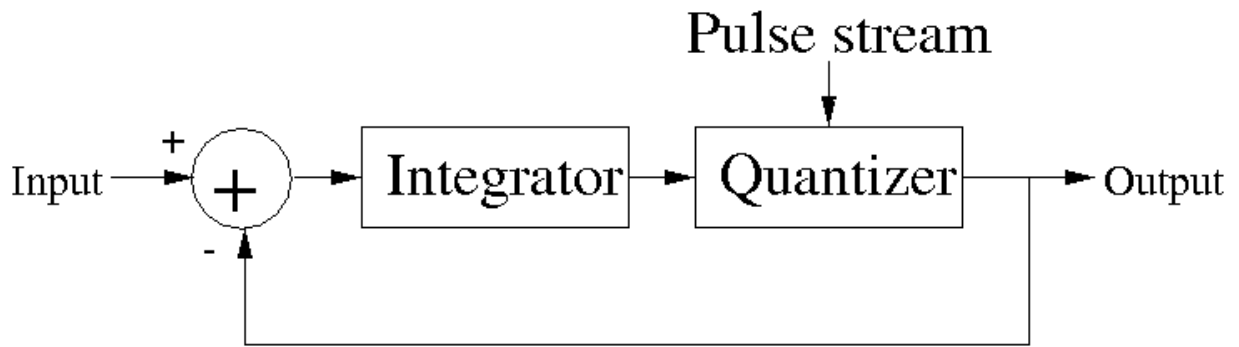 Pulse stream
+
Input
+
Integrator
Quantizer
Output
-